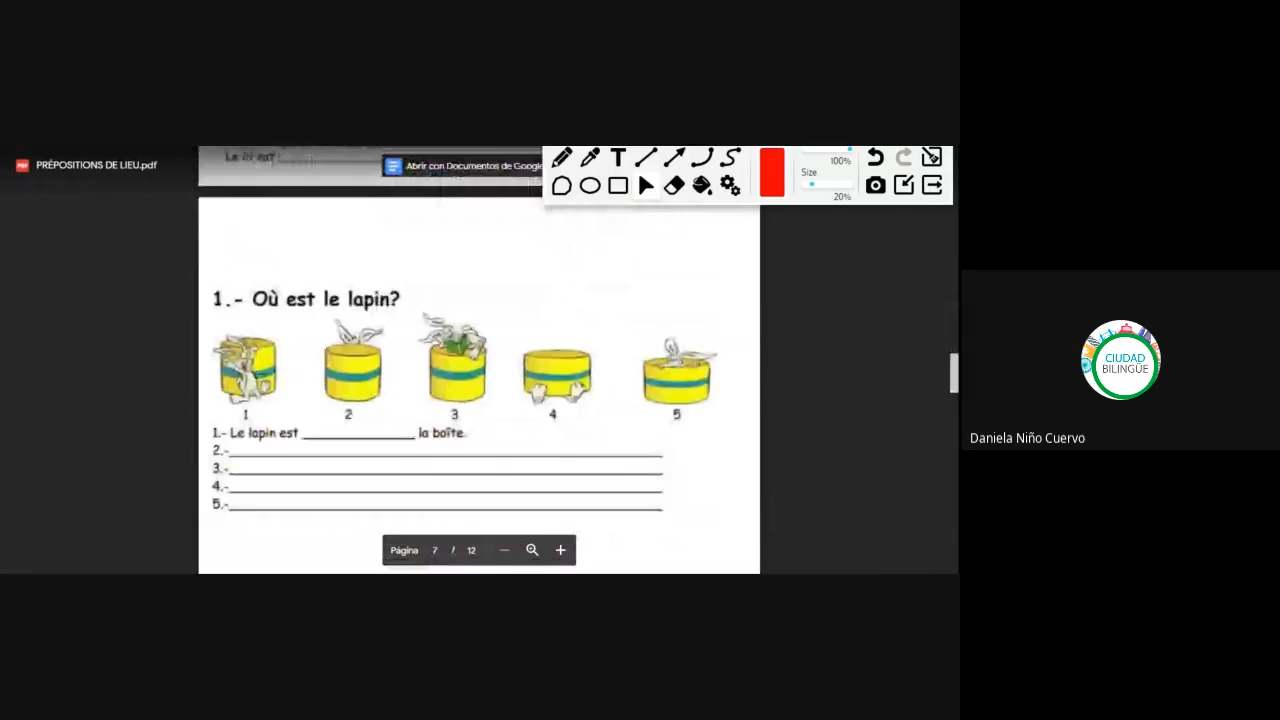 PRÉPOSITIONS DE LIEU.pdf
Abrir con Documentos de Google
100%
Size
20%
1.- Où est le lapin?
1 2 3 4 5
1.- Le lapin est ______________ la boîte.
2.-
3.-
4.-
5.-
Página 7 / 12
CIUDAD
BILINGÜE
Daniela Niño Cuervo